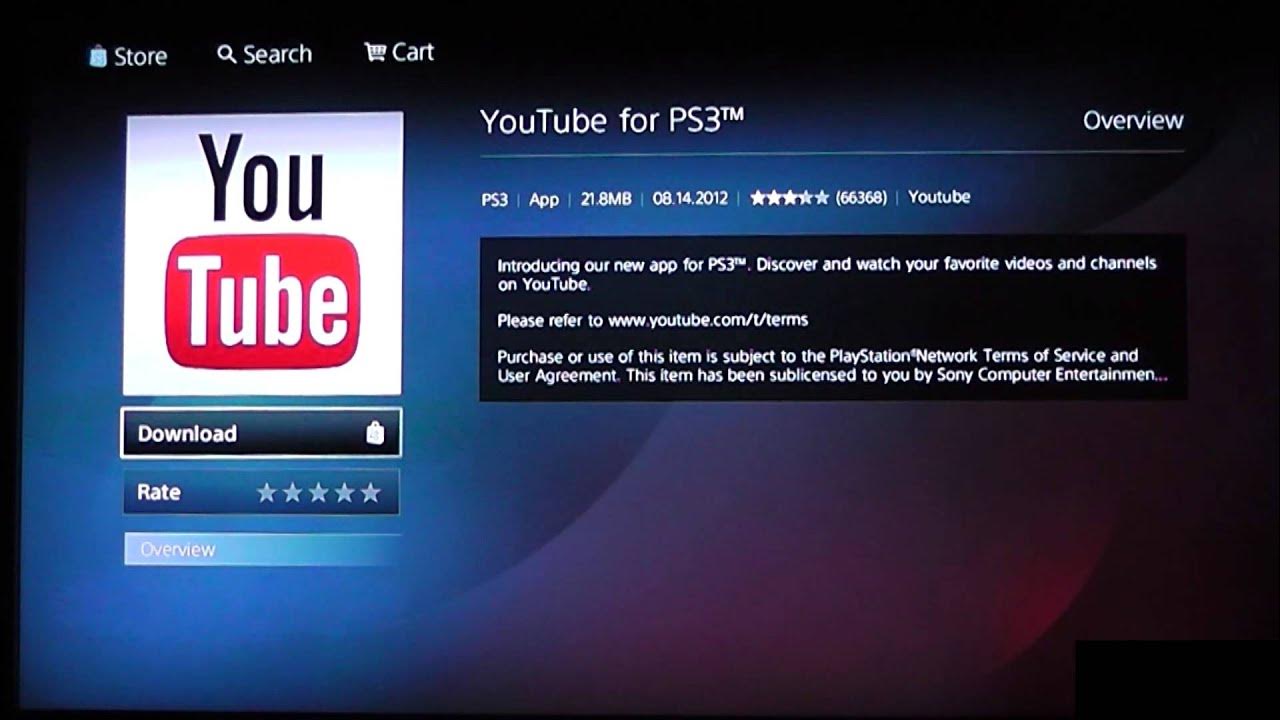 Store Search Cart
You
Tube
YouTube for PS3™ Overview
PS3 | App | 21.8MB | 08.14.2012 | ★★★★★ (66368) | Youtube
Introducing our new app for PS3™. Discover and watch your favorite videos and channels
on YouTube.
Please refer to www.youtube.com/t/terms
Purchase or use of this item is subject to the PlayStation®Network Terms of Service and
User Agreement. This item has been sublicensed to you by Sony Computer Entertainmen...
Download
Rate ★★★★★
Overview